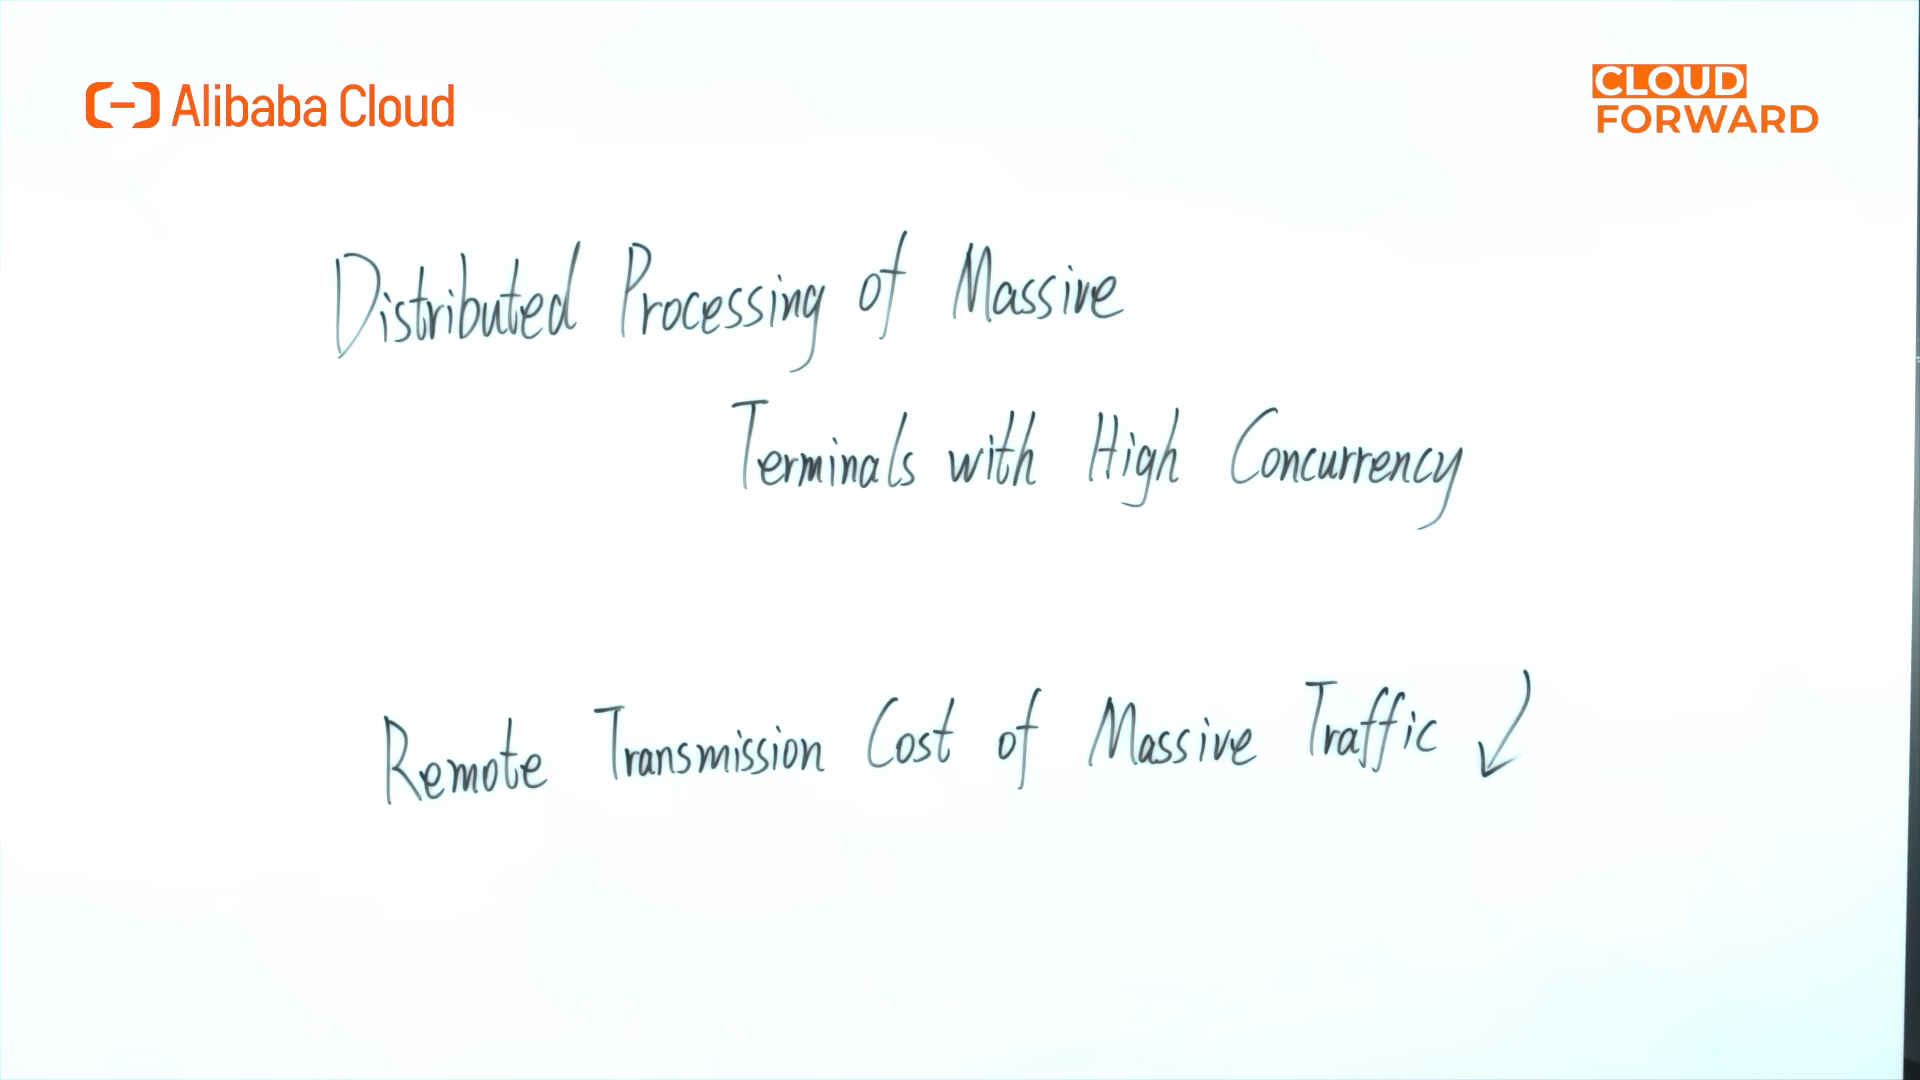 Alibaba Cloud
CLOUD
FORWARD
Distributed Processing of Massive
Terminals with High Concurrency
Remote Transmission Cost of Massive Traffic ↓